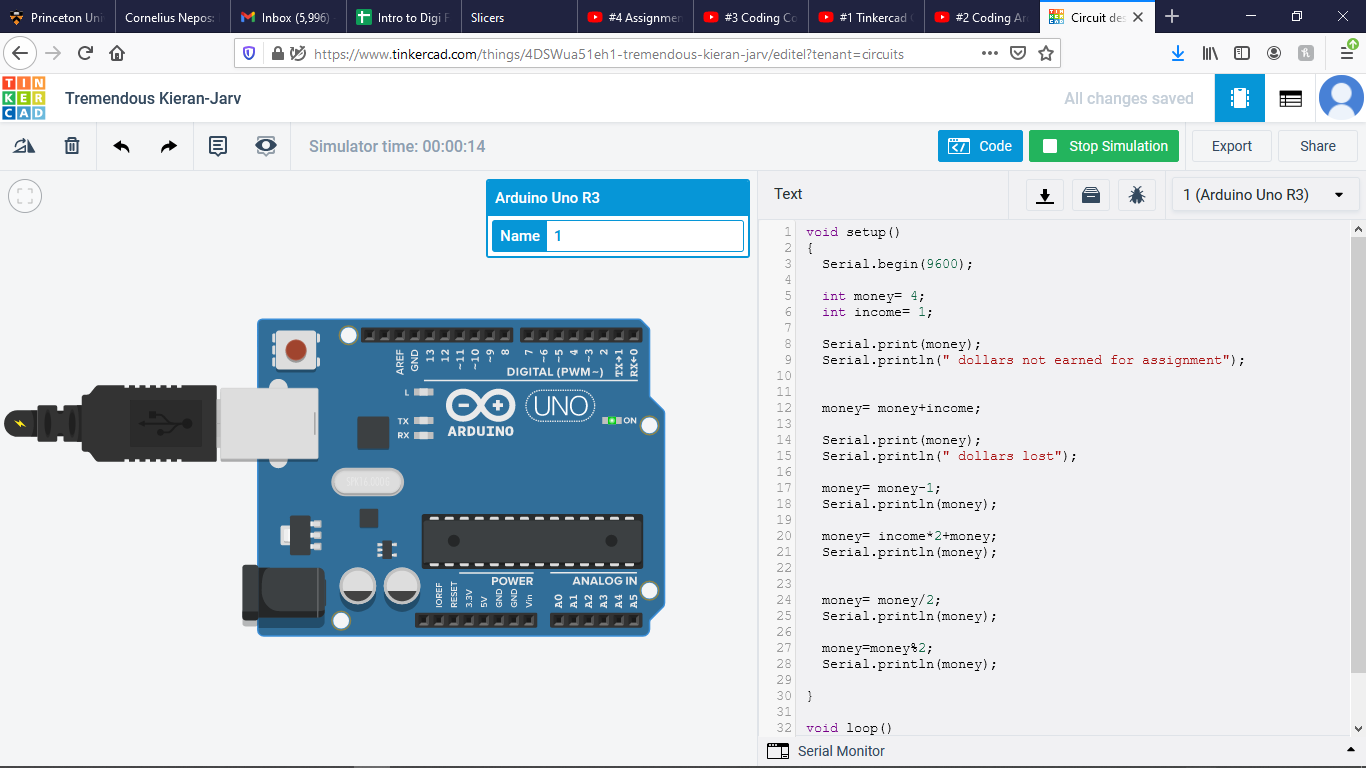 Princeton Uni
Cornelius Nepos:
Inbox (5,996)
Intro to Digi F
Slicers
#4 Assignmen
#3 Coding Co
#1 Tinkercad C
#2 Coding Ar
Circuit des
https://www.tinkercad.com/things/4DSWua51eh1-tremendous-kieran-jarv/editel?tenant=circuits
TIN
KER
CAD
Tremendous Kieran-Jarv
All changes saved
Simulator time: 00:00:14
Code
Stop Simulation
Export
Share
Arduino Uno R3
Name 1
Text
1 (Arduino Uno R3)
AREF
GND
13
12
~11
~10
~9
8
7
~6
~5
4
~3
2
TX→1
RX←0
DIGITAL (PWM~)
L
TX
RX
ARDUINO
UNO
ON
POWER
ANALOG IN
IOREF
RESET
3.3V
5V
GND
GND
Vin
A0
A1
A2
A3
A4
A5
1 void setup()
2 {
3 Serial.begin(9600);
4
5 int money= 4;
6 int income= 1;
7
8 Serial.print(money);
9 Serial.println(" dollars not earned for assignment");
10
11
12 money= money+income;
13
14 Serial.print(money);
15 Serial.println(" dollars lost");
16
17 money= money-1;
18 Serial.println(money);
19
20 money= income*2+money;
21 Serial.println(money);
22
23
24 money= money/2;
25 Serial.println(money);
26
27 money=money%2;
28 Serial.println(money);
29
30 }
31
32 void loop()
Serial Monitor